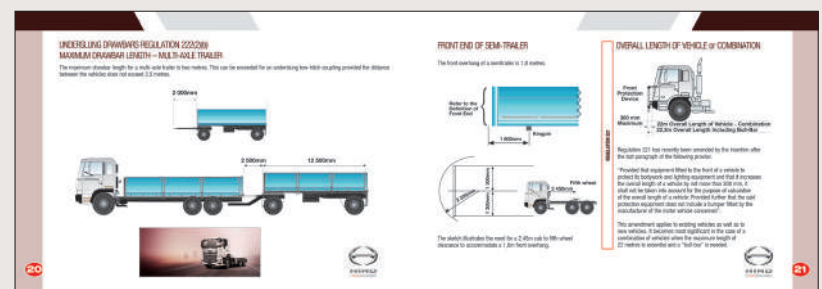 UNDERSLUNG DRAWBARS REGULATION 222(2)(b)
MAXIMUM DRAWBAR LENGTH – MULTI-AXLE TRAILER
The maximum drawbar length for a multi-axle trailer is two metres. This can be exceeded for an underslung low-hitch coupling provided the distance
between the vehicles does not exceed 2,5 metres.
2 000mm
2 500mm
12 500mm
HINO
20
FRONT END OF SEMI-TRAILER
The front overhang of a semitrailer is 1,8 metres.
Refer to the
Definition of
Front End
Kingpin
1 800mm
Fifth wheel
2 450mm
The sketch illustrates the need for a 2,45m cab to fifth wheel
clearance to accommodate a 1,8m front overhang.
REGULATION 221
OVERALL LENGTH OF VEHICLE or COMBINATION
Front
Protection
Device
300 mm
Maximum
22m Overall Length of Vehicle - Combination
22,3m Overall Length Including Bull-Bar
Regulation 221 has recently been amended by the insertion after
the last paragraph of the following proviso:
"Provided that equipment fitted to the front of a vehicle to
protect its bodywork and lighting equipment and that it increases
the overall length of a vehicle by not more than 300 mm, it
shall not be taken into account for the purpose of calculation
of the overall length of a vehicle. Provided further that the said
protection equipment does not include a bumper fitted by the
manufacturer of the motor vehicle concerned".
This amendment applies to existing vehicles as well as to
new vehicles. It becomes most significant in the case of a
combination of vehicles when the maximum length of
22 metres is essential and a "bull-bar" is needed.
HINO
21